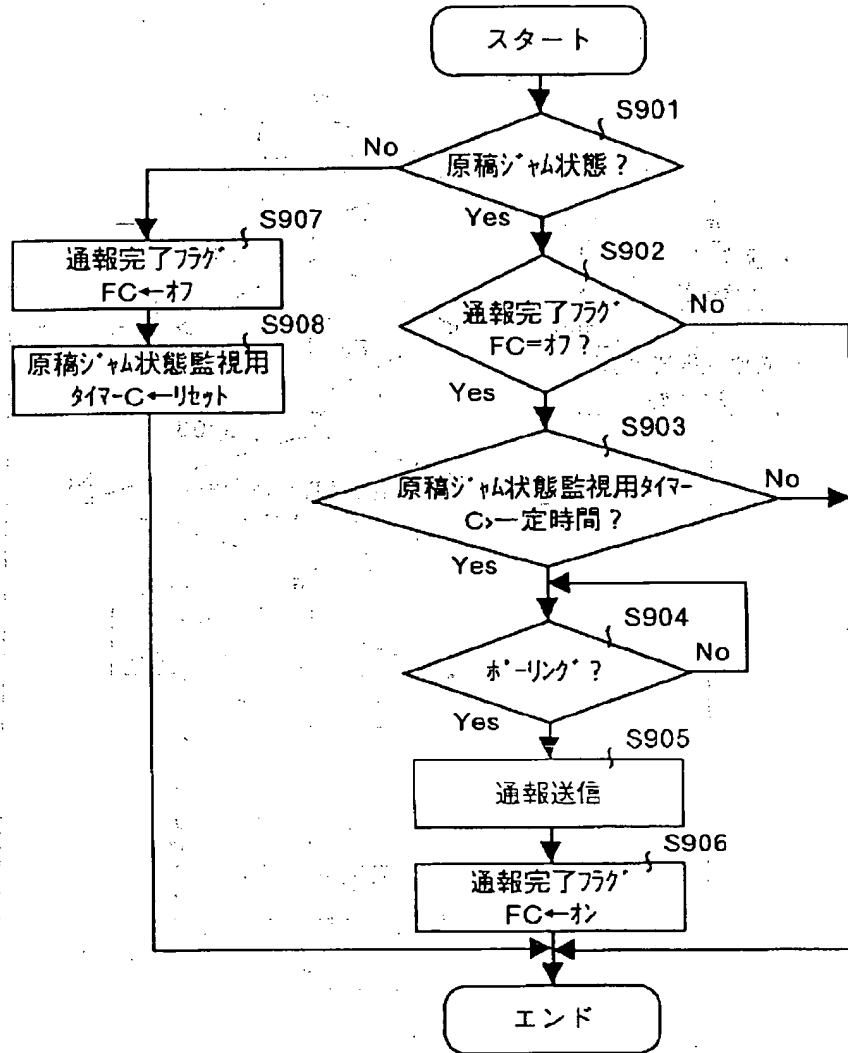 スタート
S901
原稿ジャム状態？
No
Yes
S907
通報完了フラグ
FC←オフ
S902
通報完了フラグ
FC=オフ？
No
Yes
S908
原稿ジャム状態監視用
タイマーC←リセット
S903
原稿ジャム状態監視用タイマー
C>一定時間？
No
Yes
S904
ポーリング？
No
Yes
S905
通報送信
S906
通報完了フラグ
FC←オン
エンド